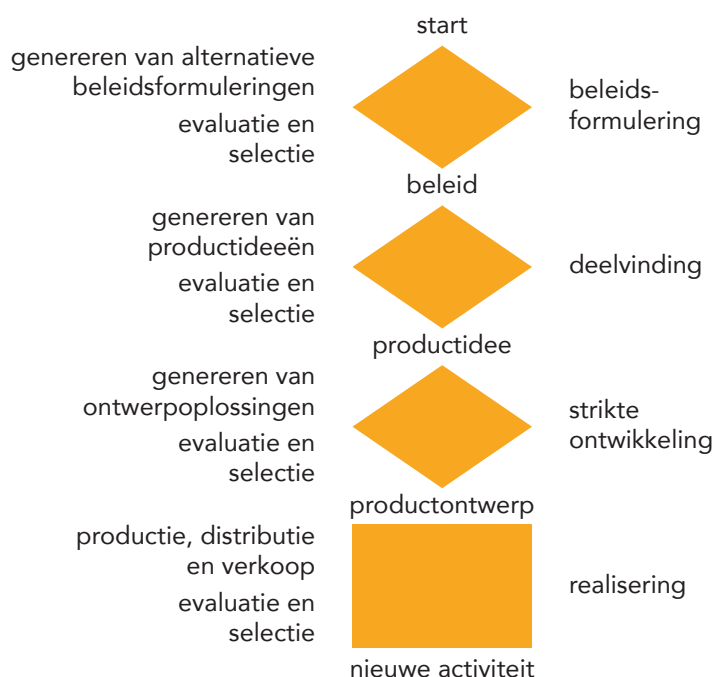 start
genereren van alternatieve
beleidsformuleringen
evaluatie en
selectie
beleids-
formulering
beleid
genereren van
productideeën
evaluatie en
selectie
deelvinding
productidee
genereren van
ontwerpoplossingen
evaluatie en
selectie
strikte
ontwikkeling
productontwerp
productie, distributie
en verkoop
evaluatie en
selectie
realisering
nieuwe activiteit